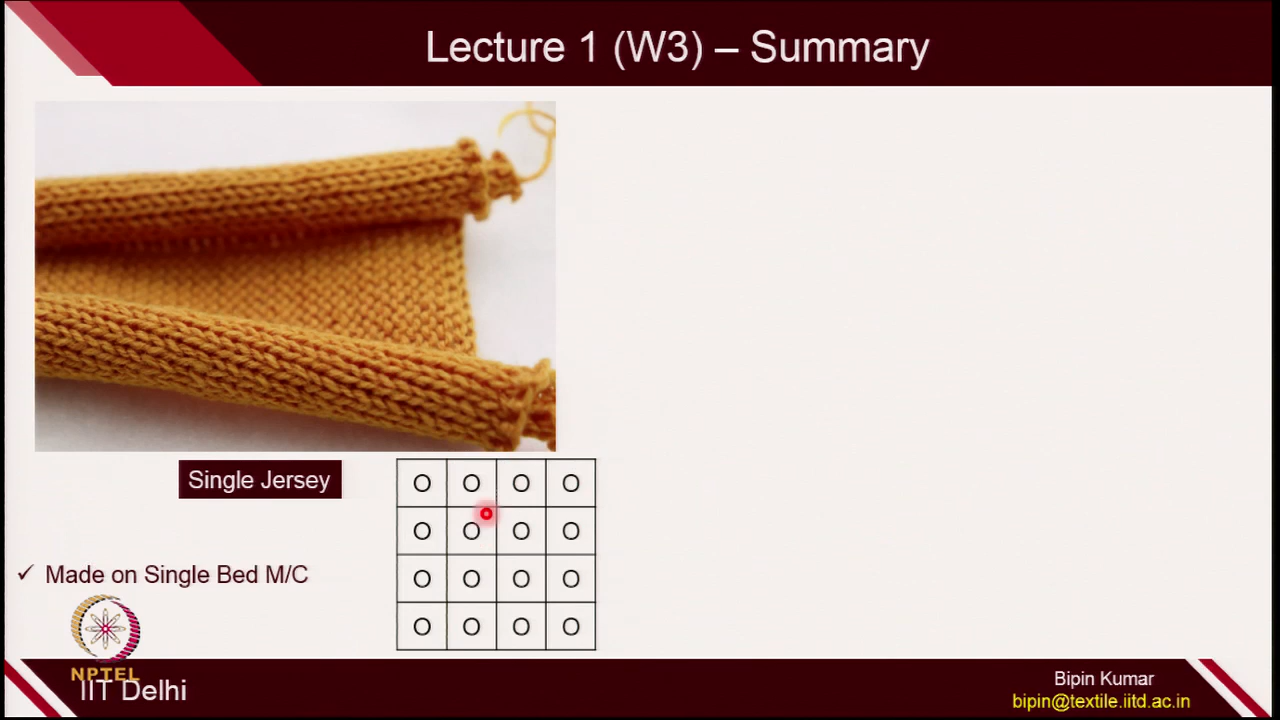 Lecture 1 (W3) – Summary
Single Jersey
O O O O
O O O O
O O O O
O O O O
✓ Made on Single Bed M/C
NPTEL
IIT Delhi
Bipin Kumar
bipin@textile.iitd.ac.in